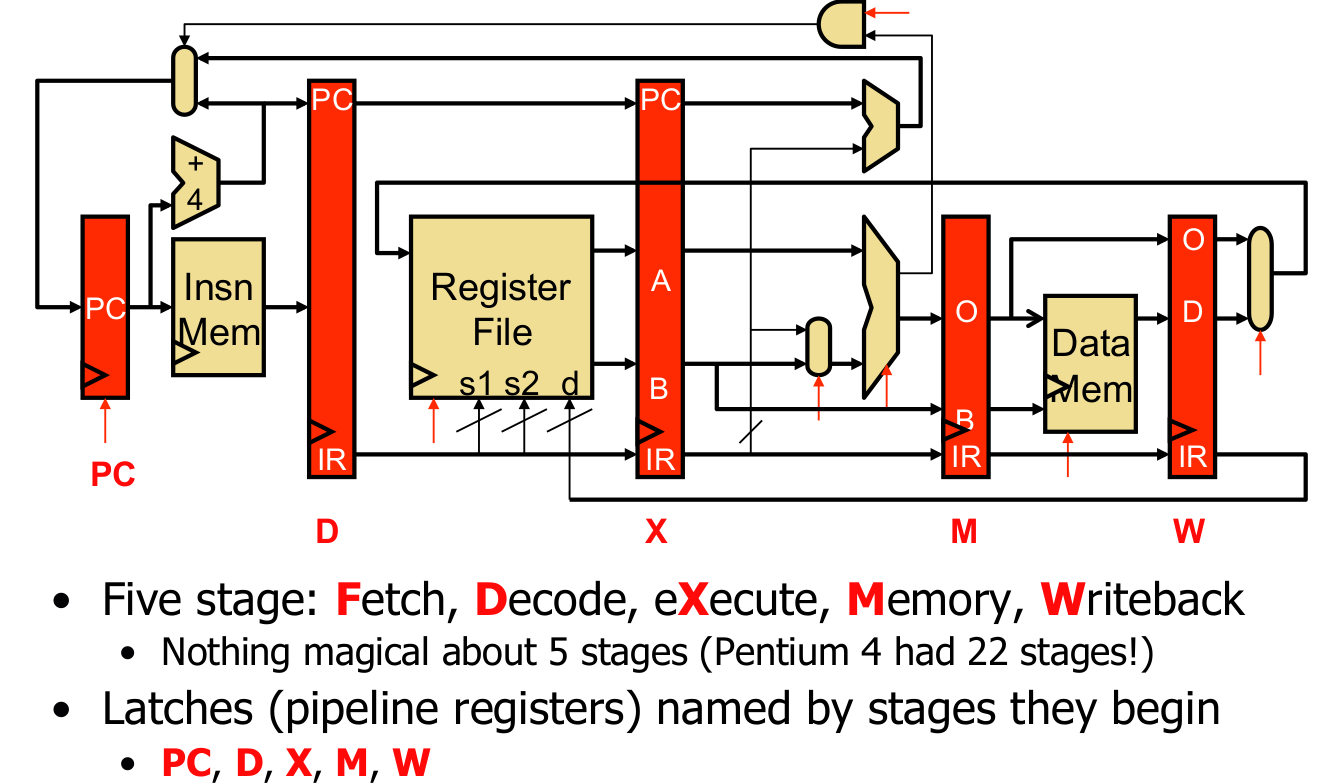 PC
PC
+
4
PC
Insn
Mem
Register
File
s1 s2 d
A
B
O
B
Data
Mem
O
D
IR
IR
IR
IR
PC
D
X
M
W
• Five stage: Fetch, Decode, eXecute, Memory, Writeback
• Nothing magical about 5 stages (Pentium 4 had 22 stages!)
• Latches (pipeline registers) named by stages they begin
• PC, D, X, M, W